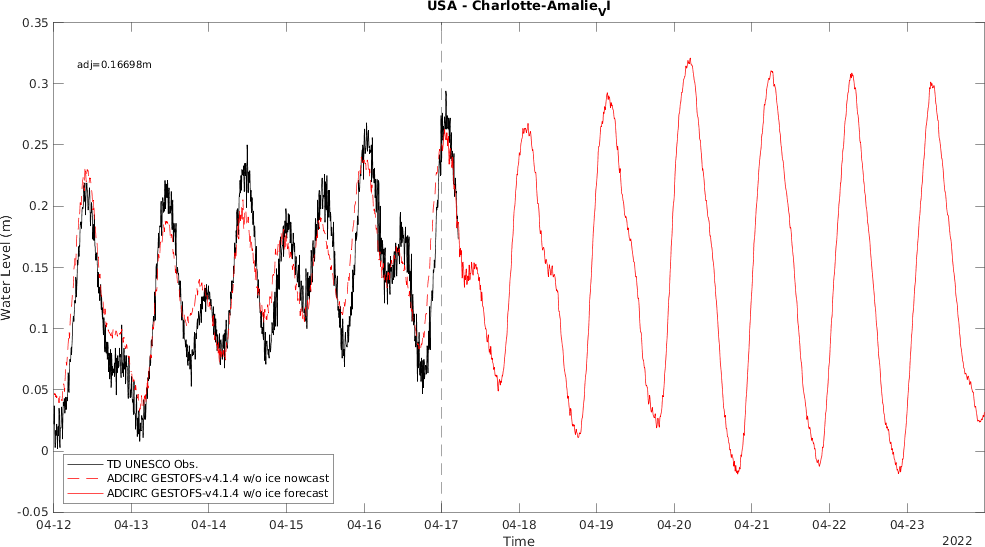 USA - Charlotte-Amalie_VI
0.35
adj=0.16698m
0.3
0.25
0.2
0.15
0.1
0.05
0
-0.05
Water Level (m)
TD UNESCO Obs.
ADCIRC GESTOFS-v4.1.4 w/o ice nowcast
ADCIRC GESTOFS-v4.1.4 w/o ice forecast
04-12 04-13 04-14 04-15 04-16 04-17 04-18 04-19 04-20 04-21 04-22 04-23
Time
2022